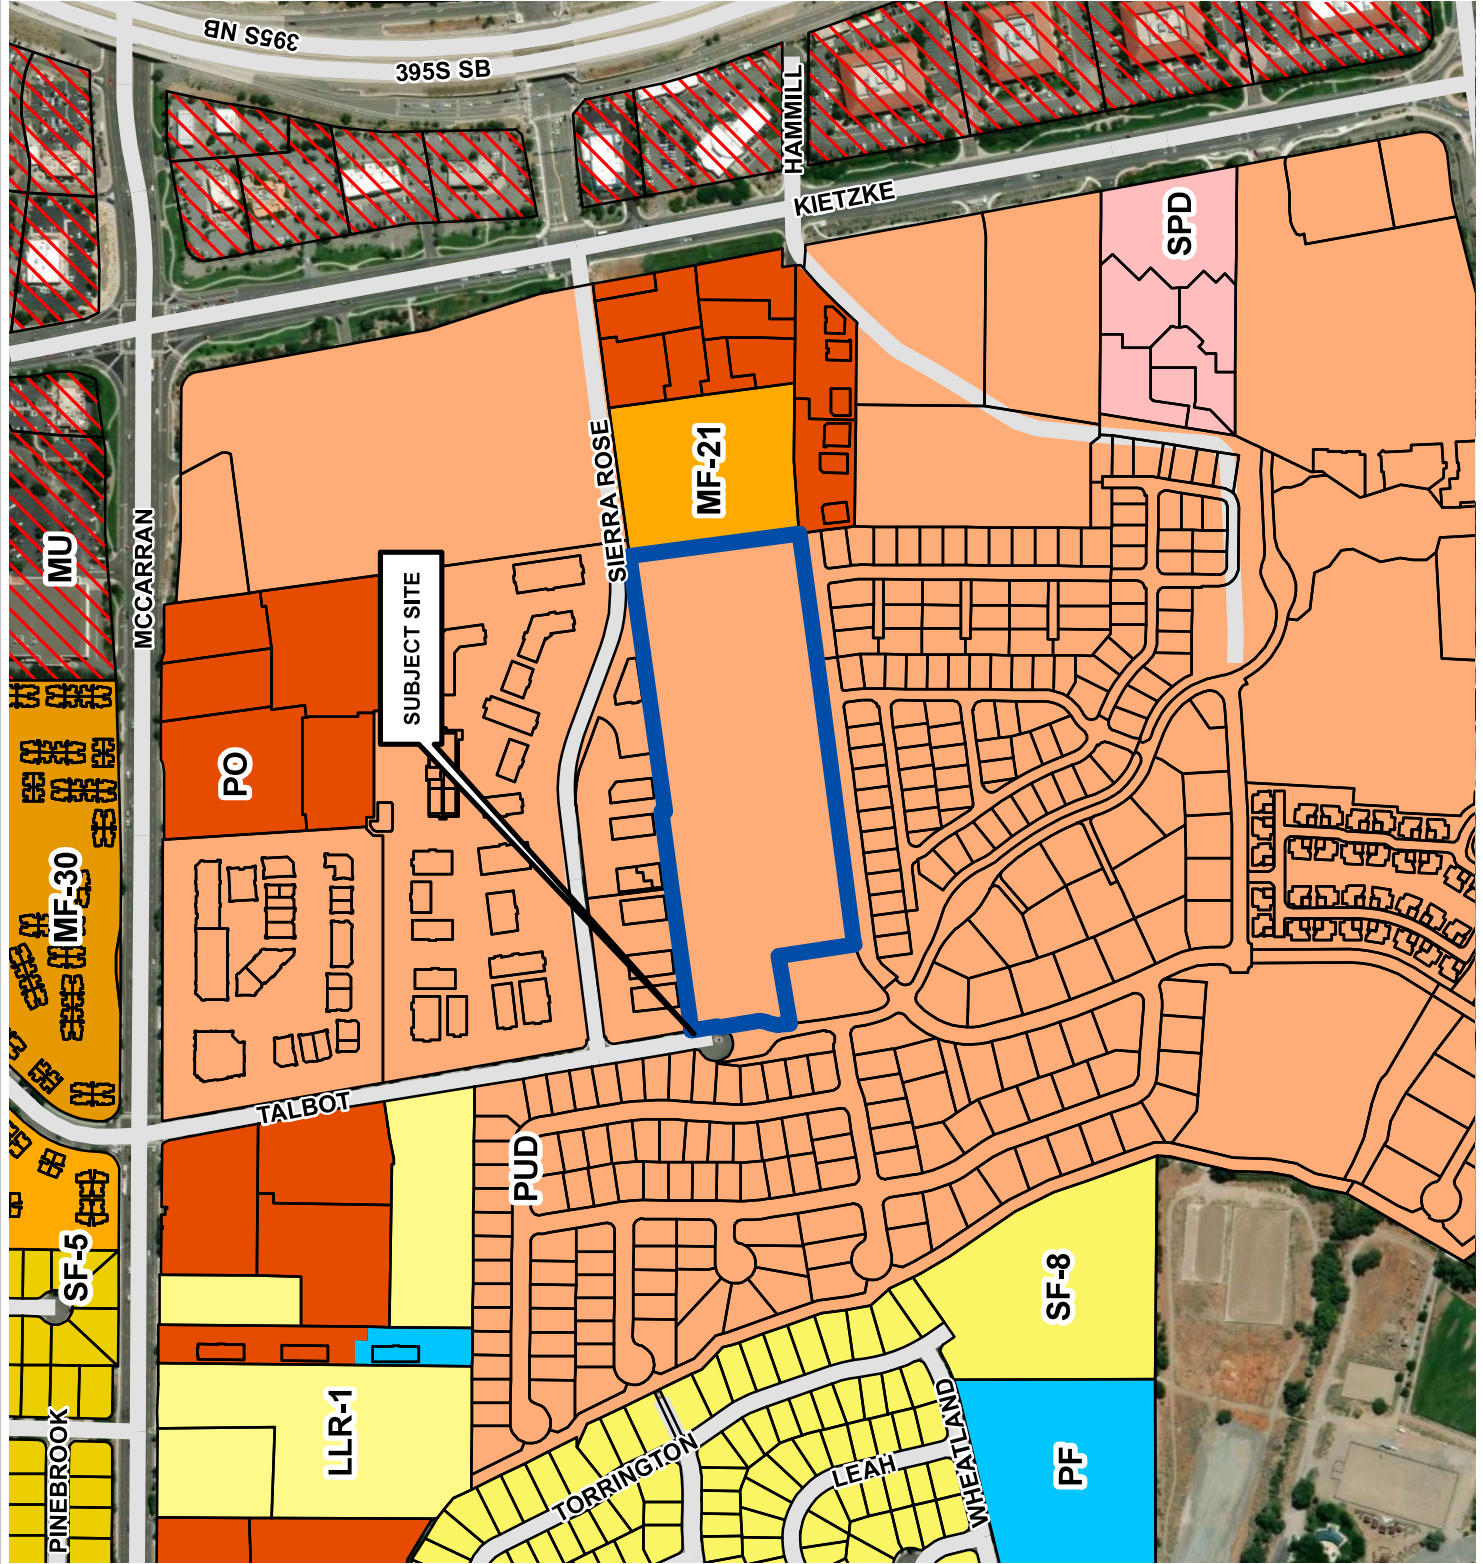 395S NB
395S SB
HAMMILL
KIETZKE
SPD
SIERRA ROSE
MF-21
MU
MCCARRAN
SUBJECT SITE
PO
MF-30
TALBOT
PUD
SF-5
SF-8
LLR-1
PINEBROOK
TORRINGTON
LEAH
WHEATLAND
PF